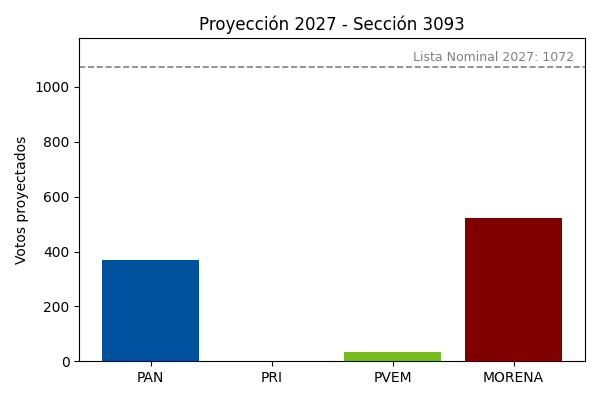 Proyección 2027 - Sección 3093
Lista Nominal 2027: 1072
Votos proyectados
1000
800
600
400
200
0
PAN PRI PVEM MORENA